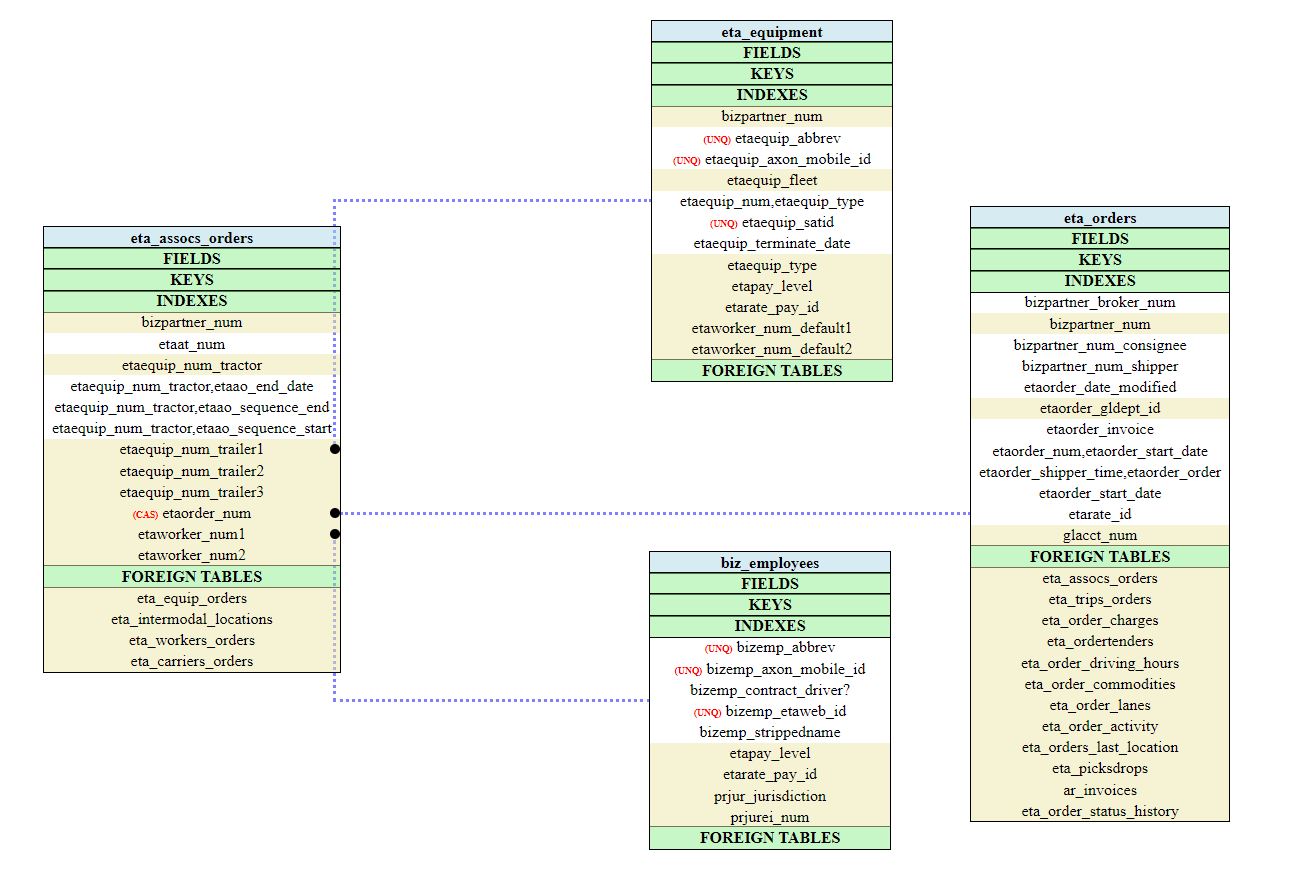 eta_equipment
FIELDS
KEYS
INDEXES
bizpartner_num
(UNQ) etaequip_abbrev
(UNQ) etaequip_axon_mobile_id
etaequip_fleet
etaequip_num,etaequip_type
(UNQ) etaequip_satid
etaequip_terminate_date
etaequip_type
etapay_level
etarate_pay_id
etaworker_num_default1
etaworker_num_default2
FOREIGN TABLES
eta_assocs_orders
FIELDS
KEYS
INDEXES
bizpartner_num
etaat_num
etaequip_num_tractor
etaequip_num_tractor,etaao_end_date
etaequip_num_tractor,etaao_sequence_end
etaequip_num_tractor,etaao_sequence_start
etaequip_num_trailer1
etaequip_num_trailer2
etaequip_num_trailer3
(CAS) etaorder_num
etaworker_num1
etaworker_num2
FOREIGN TABLES
eta_equip_orders
eta_intermodal_locations
eta_workers_orders
eta_carriers_orders
biz_employees
FIELDS
KEYS
INDEXES
(UNQ) bizemp_abbrev
(UNQ) bizemp_axon_mobile_id
bizemp_contract_driver?
(UNQ) bizemp_etaweb_id
bizemp_strippedname
etapay_level
etarate_pay_id
prjur_jurisdiction
prjurei_num
FOREIGN TABLES
eta_orders
FIELDS
KEYS
INDEXES
bizpartner_broker_num
bizpartner_num
bizpartner_num_consignee
bizpartner_num_shipper
etaorder_date_modified
etaorder_gldept_id
etaorder_invoice
etaorder_num,etaorder_start_date
etaorder_shipper_time,etaorder_order
etaorder_start_date
etarate_id
glacct_num
FOREIGN TABLES
eta_assocs_orders
eta_trips_orders
eta_order_charges
eta_ordertenders
eta_order_driving_hours
eta_order_commodities
eta_order_lanes
eta_order_activity
eta_orders_last_location
eta_picksdrops
ar_invoices
eta_order_status_history